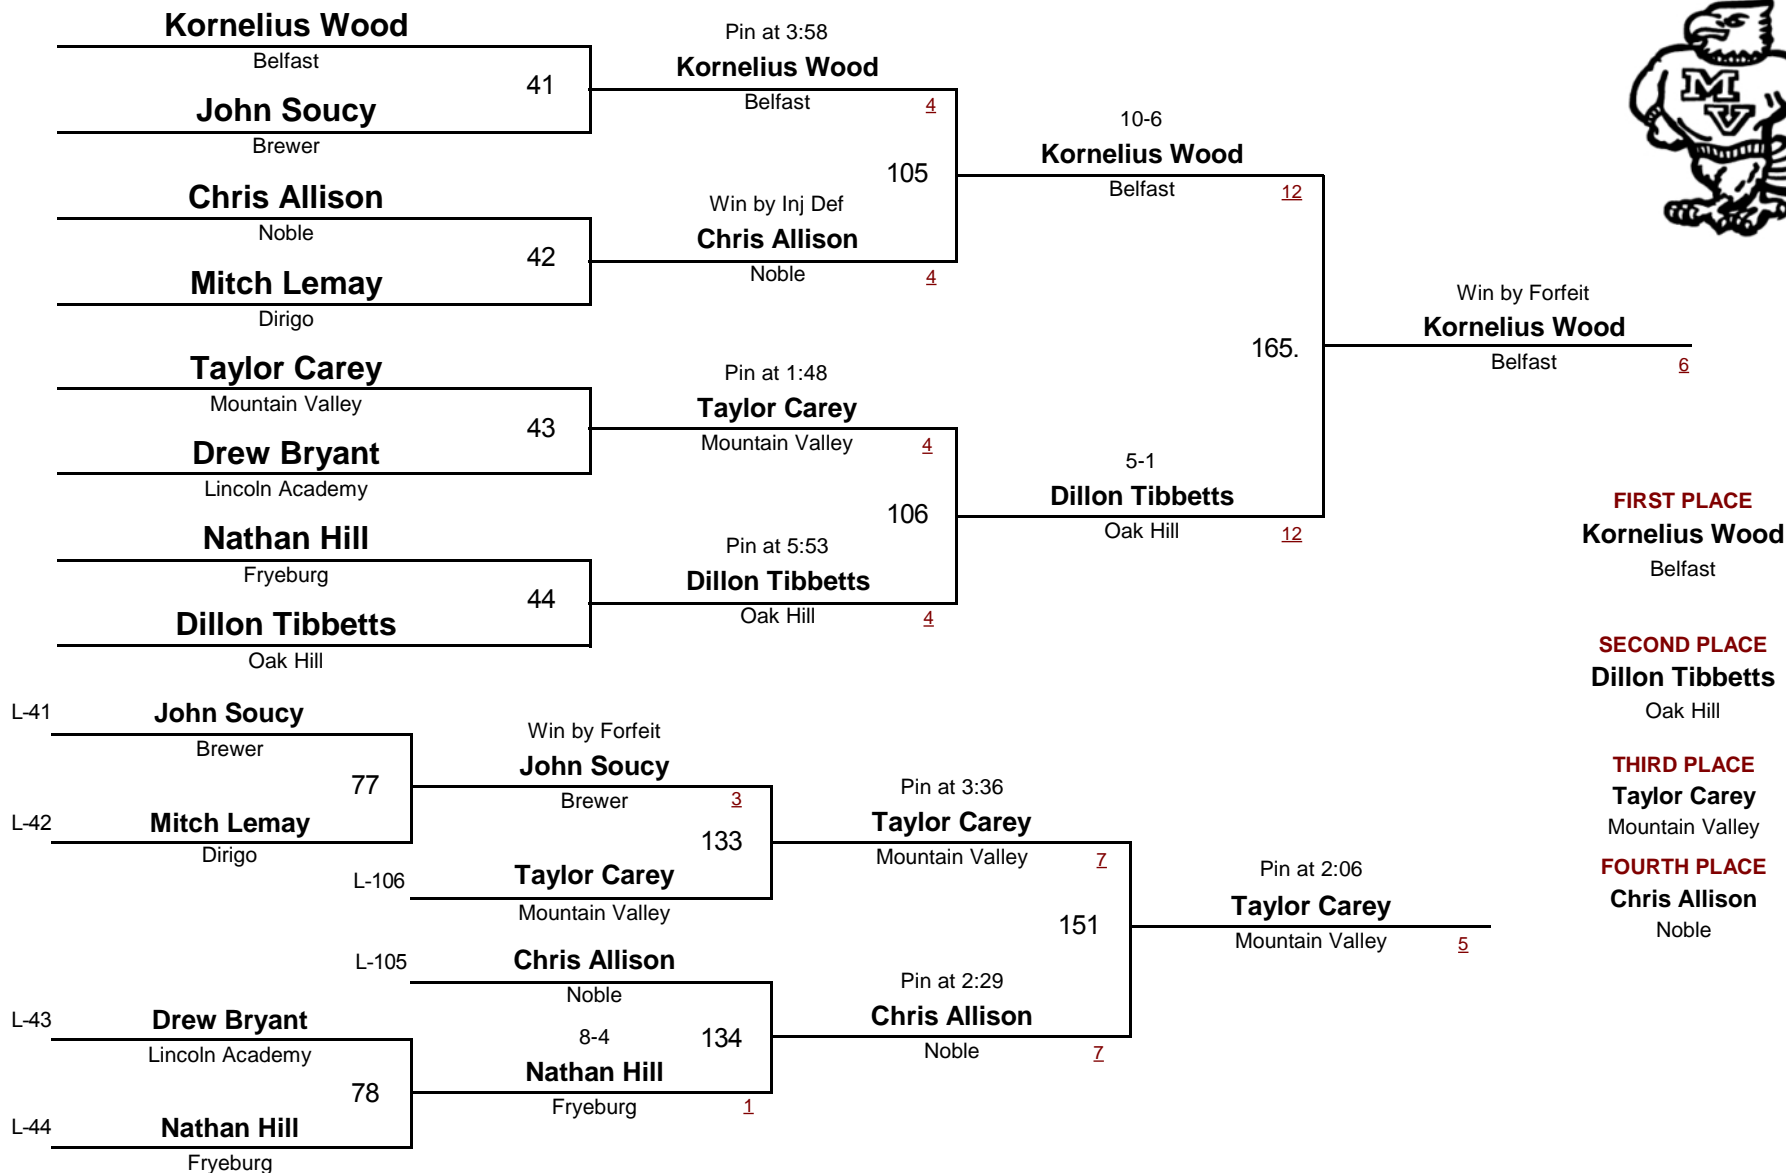 Kornelius Wood
Belfast
41
John Soucy
Brewer
Chris Allison
Noble
42
Mitch Lemay
Dirigo
Taylor Carey
Mountain Valley
43
Drew Bryant
Lincoln Academy
Nathan Hill
Fryeburg
44
Dillon Tibbetts
Oak Hill
Pin at 3:58
Kornelius Wood
Belfast 4
105
Win by Inj Def
Chris Allison
Noble 4
Pin at 1:48
Taylor Carey
Mountain Valley 4
106
Pin at 5:53
Dillon Tibbetts
Oak Hill 4
10-6
Kornelius Wood
Belfast 12
165.
5-1
Dillon Tibbetts
Oak Hill 12
M
V
Win by Forfeit
Kornelius Wood
Belfast 6
FIRST PLACE
Kornelius Wood
Belfast
SECOND PLACE
Dillon Tibbetts
Oak Hill
THIRD PLACE
Taylor Carey
Mountain Valley
FOURTH PLACE
Chris Allison
Noble
L-41 John Soucy
Brewer
77
L-42 Mitch Lemay
Dirigo
L-43 Drew Bryant
Lincoln Academy
78
L-44 Nathan Hill
Fryeburg
Win by Forfeit
John Soucy
Brewer 3
133
L-106 Taylor Carey
Mountain Valley
L-105 Chris Allison
Noble
8-4 134
Nathan Hill
Fryeburg 1
Pin at 3:36
Taylor Carey
Mountain Valley 7
151
Pin at 2:29
Chris Allison
Noble 7
Pin at 2:06
Taylor Carey
Mountain Valley 5